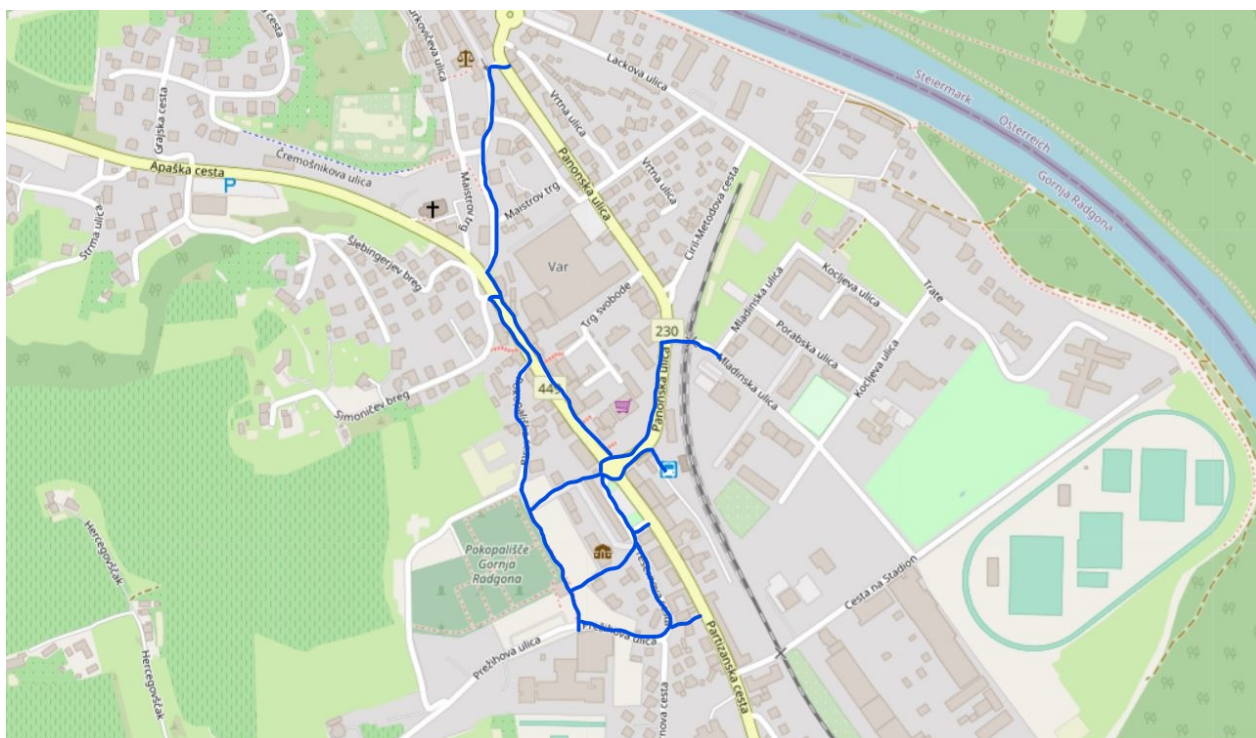 Grajska cesta
Lackova ulica
Steiermark
Österreich
Gornja Radgona
Vrtna ulica
Čremošnikova ulica
Apaška cesta
P
Panonska ulica
Vrtna ulica
Maistrov trg
Maistrov trg
Ciril-Metodova cesta
Strma ulica
Šlebingerjev breg
Var
Kocljeva ulica
Trate
Mladinska ulica
Trg svobode
230
Porabska ulica
Mladinska ulica
Kocljeva ulica
449
Panonska ulica
Simoničev breg
Pokopališče
Gornja
Radgona
Hercegovščak
Cesta na Stadion
Prežihova ulica
Prežihova ulica
Partizanska cesta
Hercegovščak